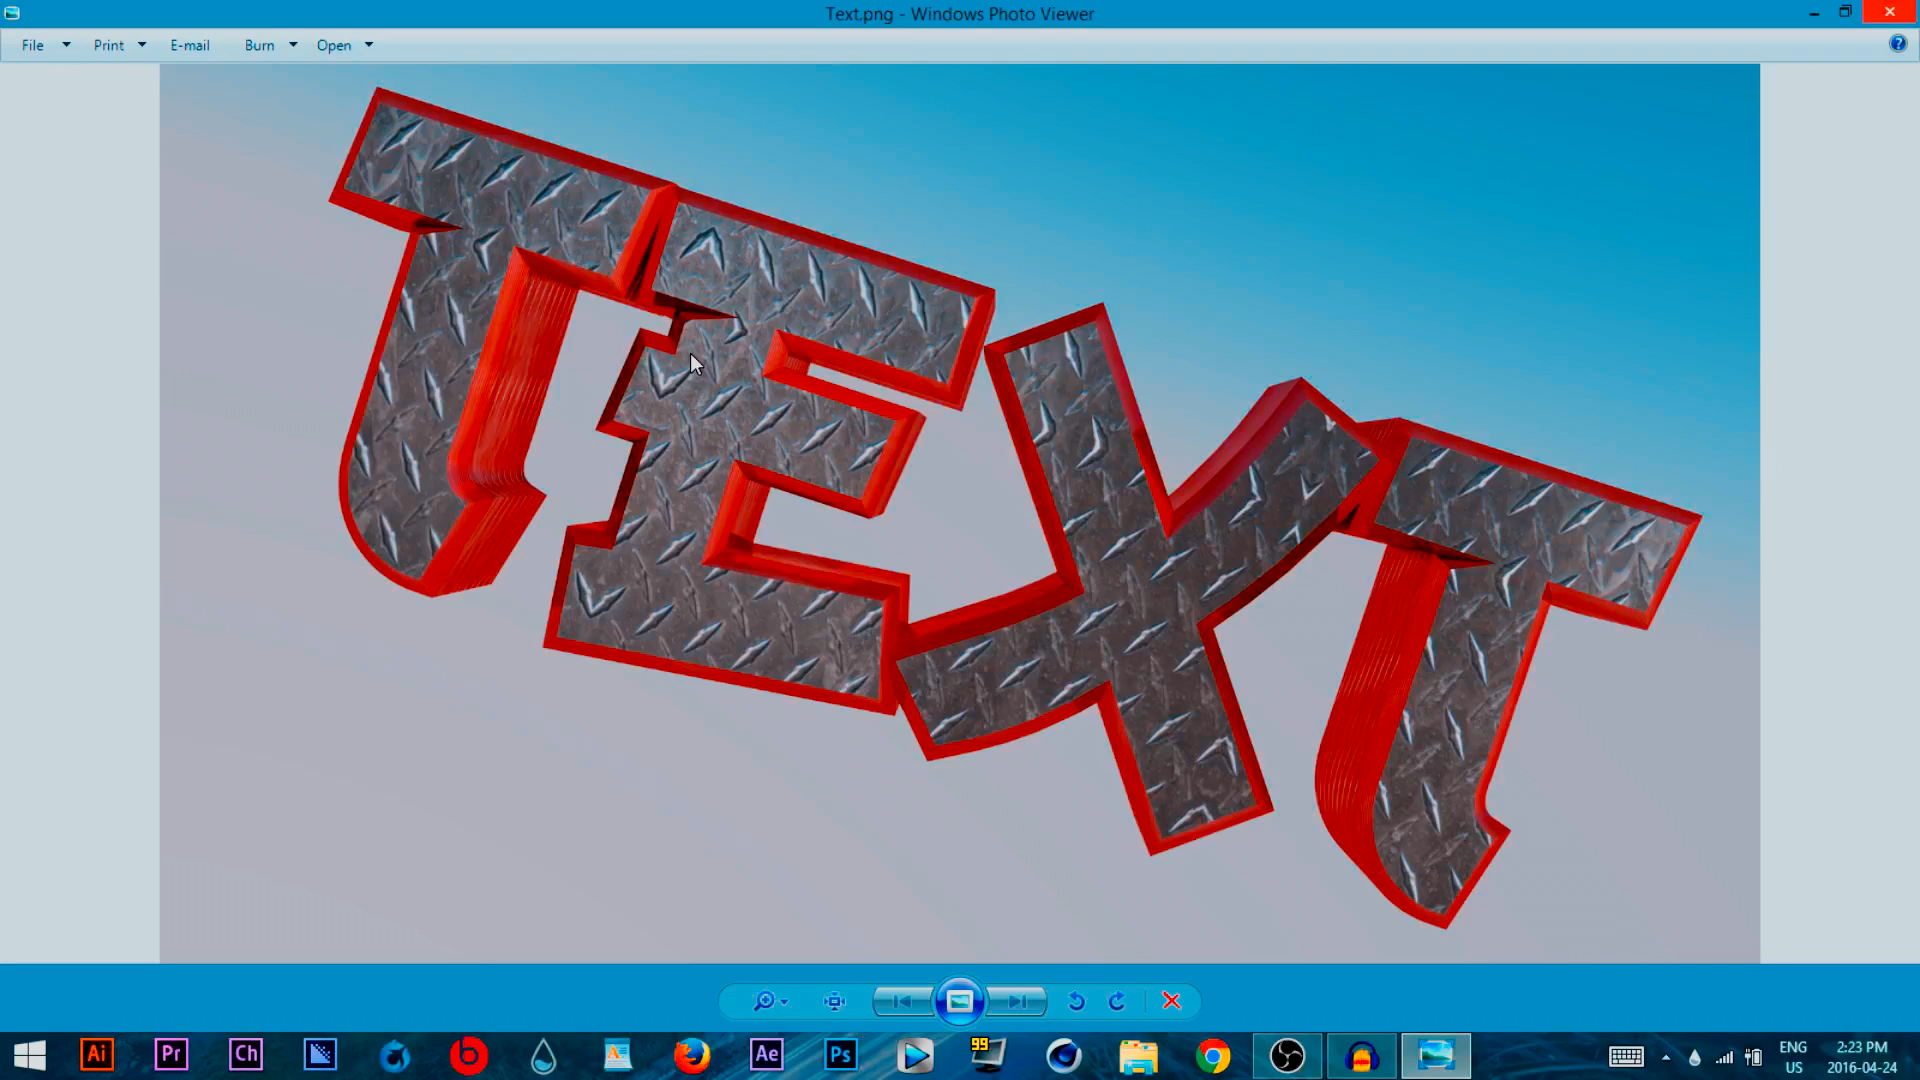 Text.png - Windows Photo Viewer
File Print E-mail Burn Open
TEXT
Ai Pr Ch Ae Ps 99
ENG 2:23 PM
US 2016-04-24